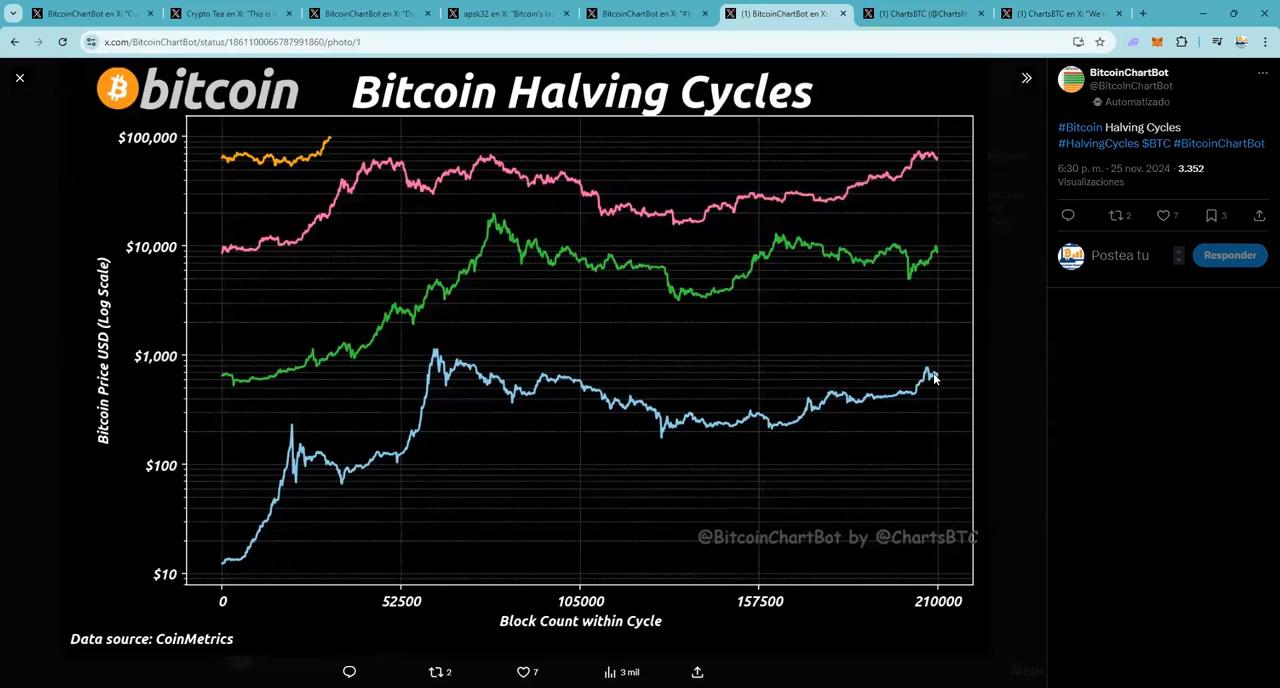 BitcoinChartBot en X: "Cu
Crypto Tea en X: "This is
BitcoinChartBot en X: "De
apsk32 en X: "Bitcoin's la
BitcoinChartBot en X: "#B
(1) BitcoinChartBot en X:
(1) ChartsBTC (@ChartsBt
(1) ChartsBTC en X: "We'r
x.com/BitcoinChartBot/status/1861100066787991860/photo/1
bitcoin
Bitcoin Halving Cycles
$100,000
$10,000
$1,000
$100
$10
Bitcoin Price USD (Log Scale)
@BitcoinChartBot by @ChartsBTC
0 52500 105000 157500 210000
Block Count within Cycle
Data source: CoinMetrics
2 7 3 mil
BitcoinChartBot
@BitcoinChartBot
Automatizado
#Bitcoin Halving Cycles
#HalvingCycles $BTC #BitcoinChartBot
6:30 p. m. · 25 nov. 2024 · 3.352
Visualizaciones
2 7 3
Postea tu
Responder